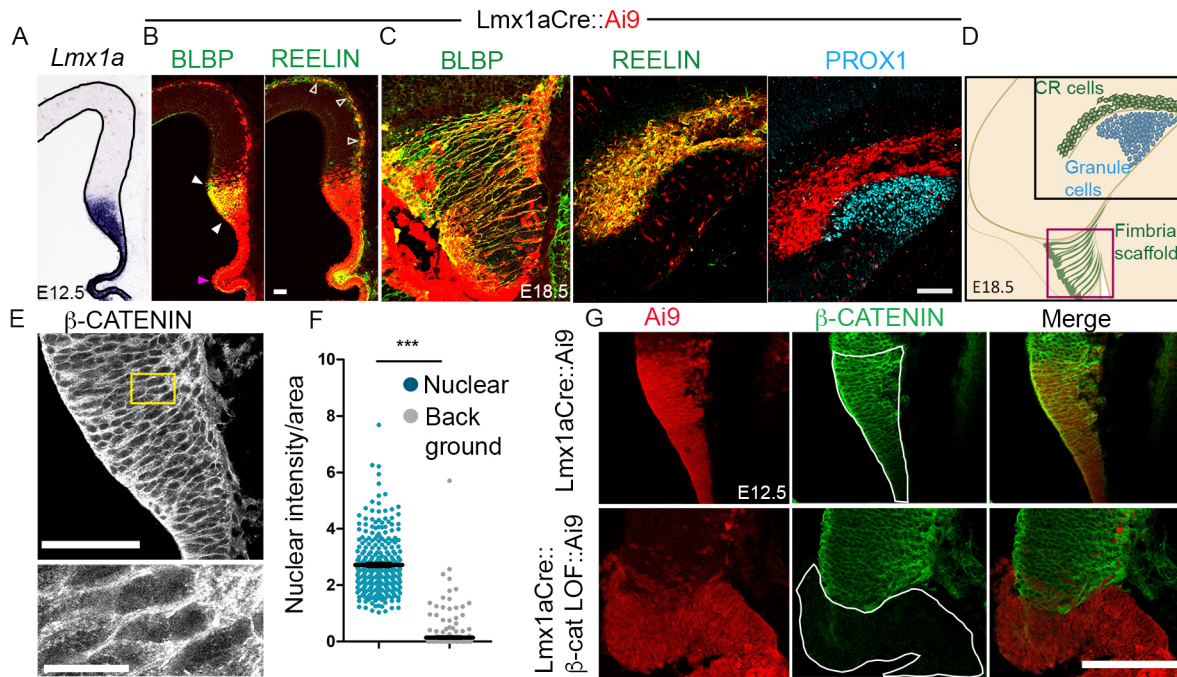 Lmx1aCre::Ai9
A
Lmx1a
B
BLBP
REELIN
C
BLBP
REELIN
PROX1
D
E12.5
E18.5
CR cells
Granule
cells
Fimbrial
scaffold
E18.5
E
β-CATENIN
F
***
Nuclear
Back
ground
Nuclear intensity/area
10
8
6
4
2
0
G
Ai9
β-CATENIN
Merge
Lmx1aCre::Ai9
E12.5
Lmx1aCre::
β-cat LOF::Ai9